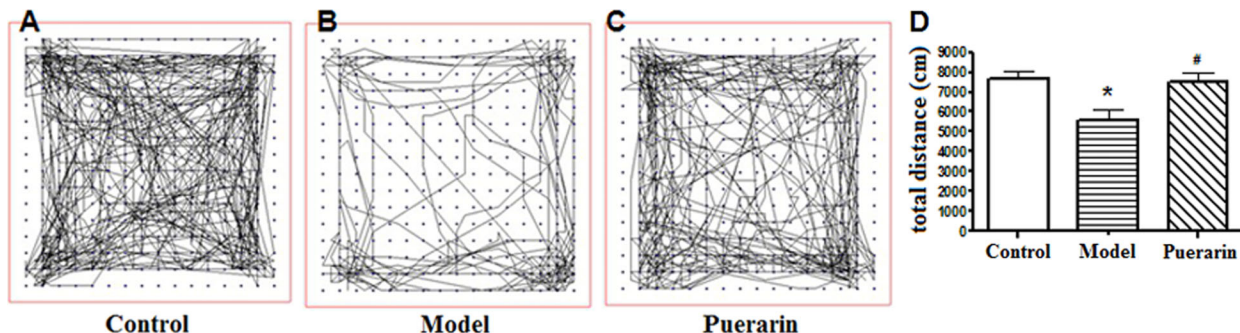 A
B
C
D
Control
Model
Puerarin
total distance (cm)
9000
8000
7000
6000
5000
4000
3000
2000
1000
0
*
#
Control
Model
Puerarin